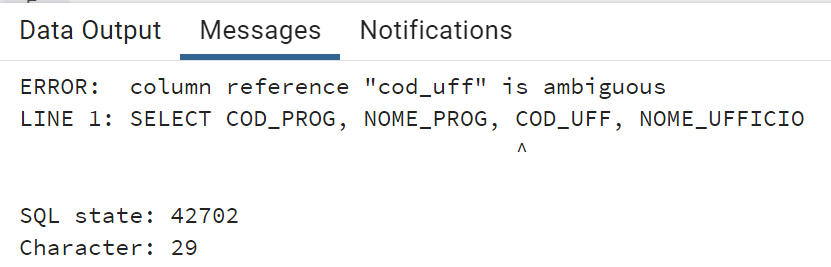 Data Output Messages Notifications
ERROR:  column reference "cod_uff" is ambiguous
LINE 1: SELECT COD_PROG, NOME_PROG, COD_UFF, NOME_UFFICIO
^
SQL state: 42702
Character: 29